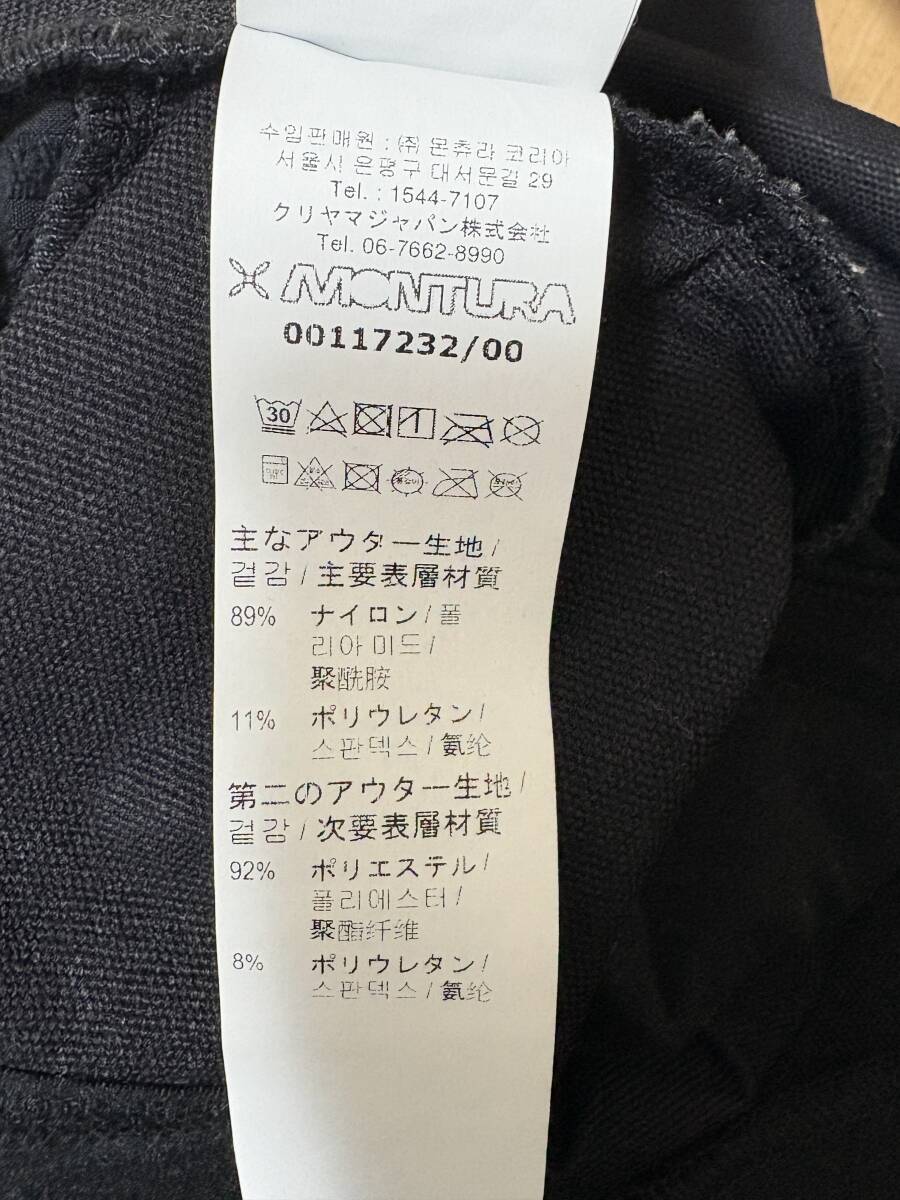 수입판매원 : ㈜ 몬츄라 코리아
서울시 은평구 대서문길 29
Tel. : 1544-7107
クリヤマジャパン株式会社
Tel. 06-7662-8990
MONTURA
00117232/00
30
主なアウター生地/
겉감/主要表層材質
89% ナイロン/폴
리아미드/
聚酰胺
11% ポリウレタン/
스판덱스/氨纶
第二のアウター生地/
겉감/次要表層材質
92% ポリエステル/
폴리에스터/
聚酯纤维
8% ポリウレタン/
스판덱스/氨纶